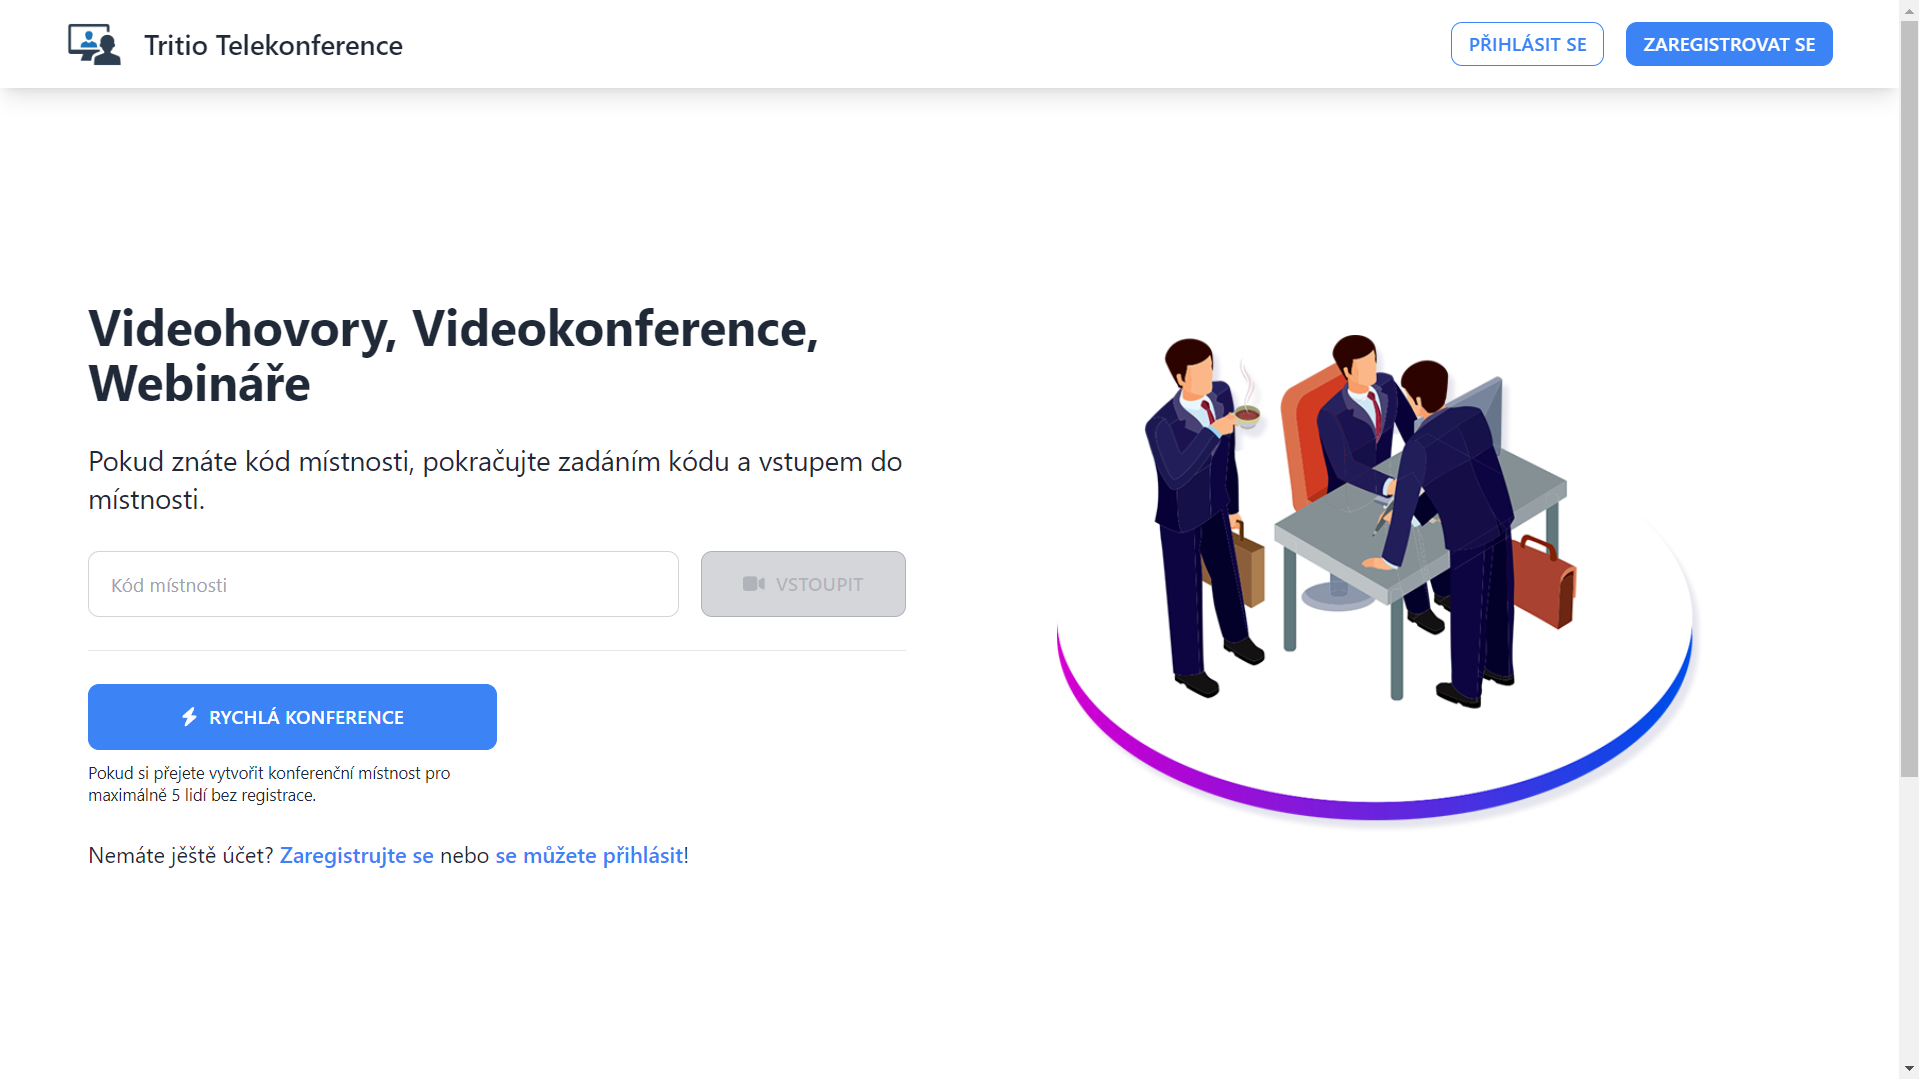 Tritio Telekonference
PŘIHLÁSIT SE
ZAREGISTROVAT SE
Videohovory, Videokonference,
Webináře
Pokud znáte kód místnosti, pokračujte zadáním kódu a vstupem do
místnosti.
Kód místnosti
VSTOUPIT
RYCHLÁ KONFERENCE
Pokud si přejete vytvořit konferenční místnost pro
maximálně 5 lidí bez registrace.
Nemáte jěště účet? Zaregistrujte se nebo se můžete přihlásit!